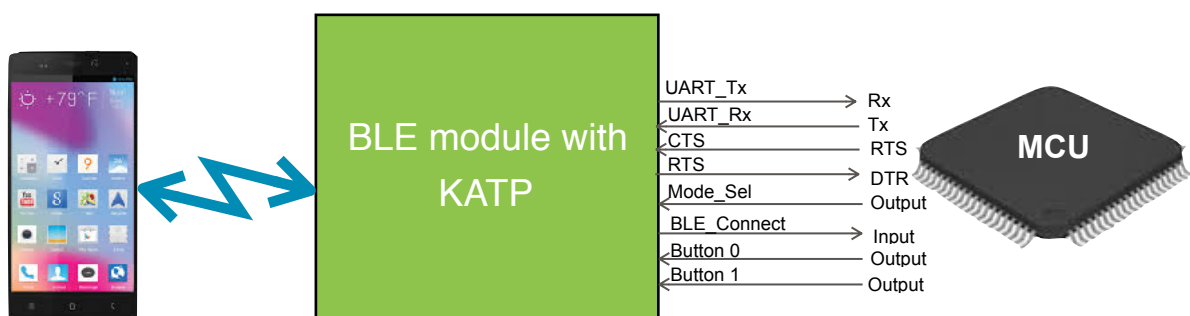 +79°F
BLE module with
KATP
UART_Tx
Rx
UART_Rx
Tx
CTS
RTS
RTS
DTR
Mode_Sel
Output
BLE_Connect
Input
Button 0
Output
Button 1
Output
MCU